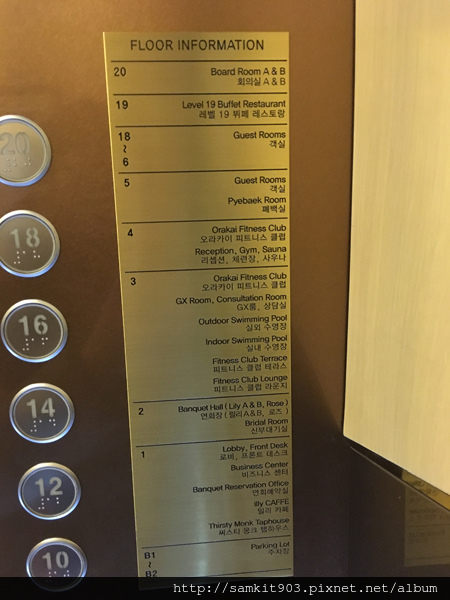 FLOOR INFORMATION
20
Board Room A & B
회의실 A & B
19
Level 19 Buffet Restaurant
레벨 19 뷔페 레스토랑
18
~
6
Guest Rooms
객실
5
Guest Rooms
객실
Pyebaek Room
폐백실
4
Orakai Fitness Club
오라카이 피트니스 클럽
Reception, Gym, Sauna
리셉션, 체련장, 사우나
3
Orakai Fitness Club
오라카이 피트니스 클럽
GX Room, Consultation Room
GX룸, 상담실
Outdoor Swimming Pool
실외 수영장
Indoor Swimming Pool
실내 수영장
Fitness Club Terrace
피트니스 클럽 테라스
Fitness Club Lounge
피트니스 클럽 라운지
2
Banquet Hall ( Lily A & B, Rose )
연회장 ( 릴리 A & B, 로즈 )
Bridal Room
신부대기실
1
Lobby, Front Desk
로비, 프론트 데스크
Business Center
비즈니스 센터
Banquet Reservation Office
연회예약실
illy CAFFE
일리 카페
Thirsty Monk Taphouse
써스티 몽크 탭하우스
B1
~
B2
Parking Lot
주차장
20
18
16
14
12
10
http://samkit903.pixnet.net/album